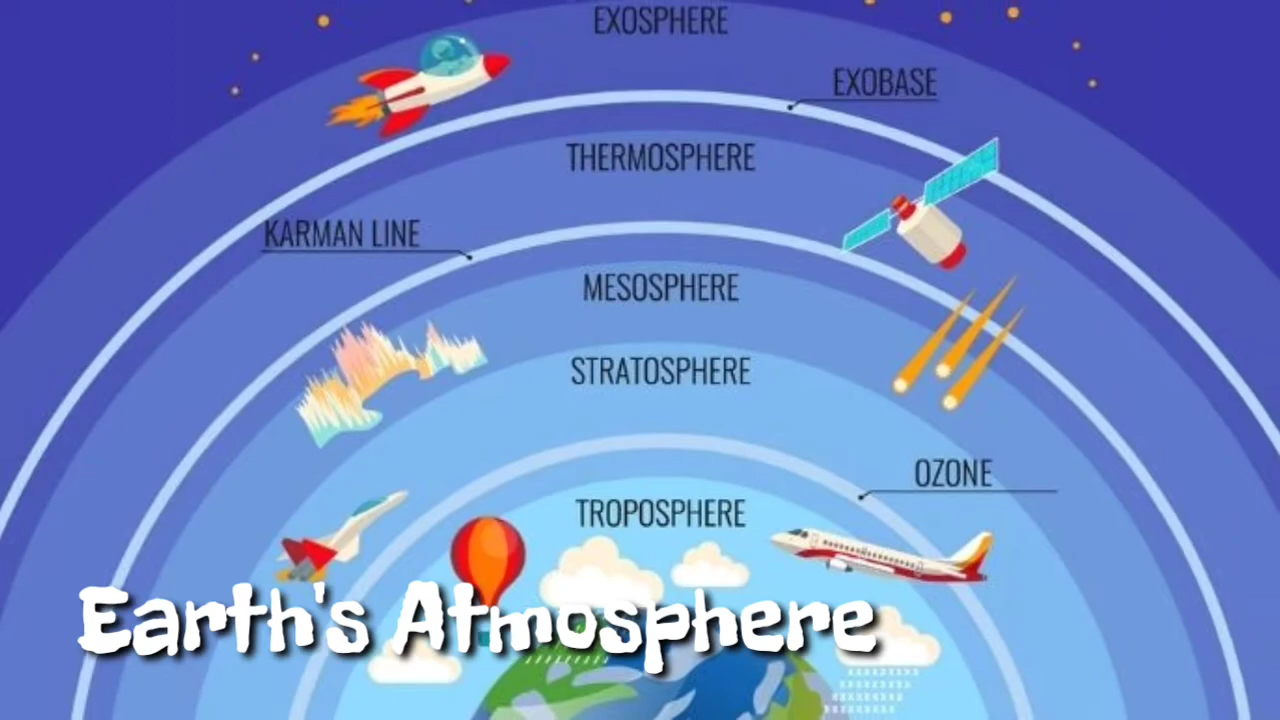 EXOSPHERE
EXOBASE
THERMOSPHERE
KARMAN LINE
MESOSPHERE
STRATOSPHERE
OZONE
TROPOSPHERE
Earth's Atmosphere